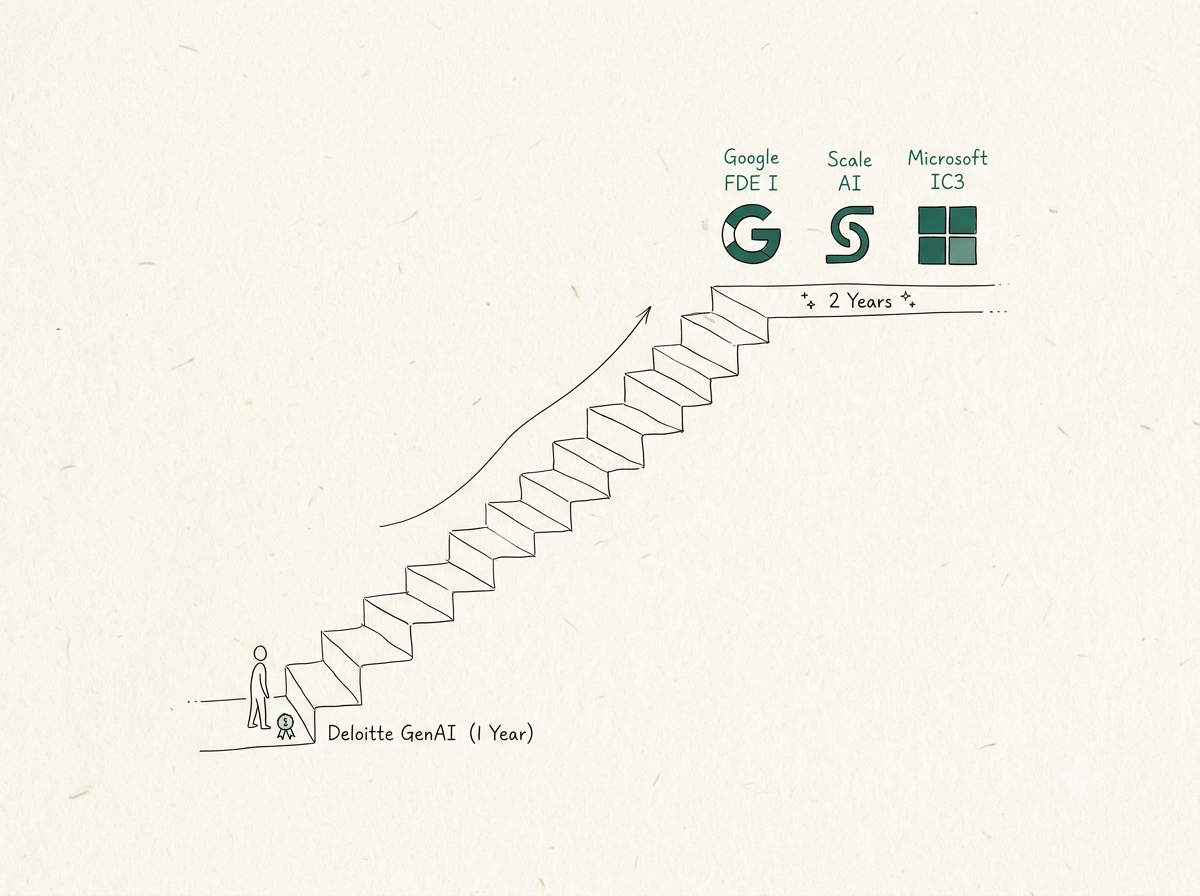 Google
FDE I
Scale
AI
Microsoft
IC3
2 Years
Deloitte GenAI (1 Year)